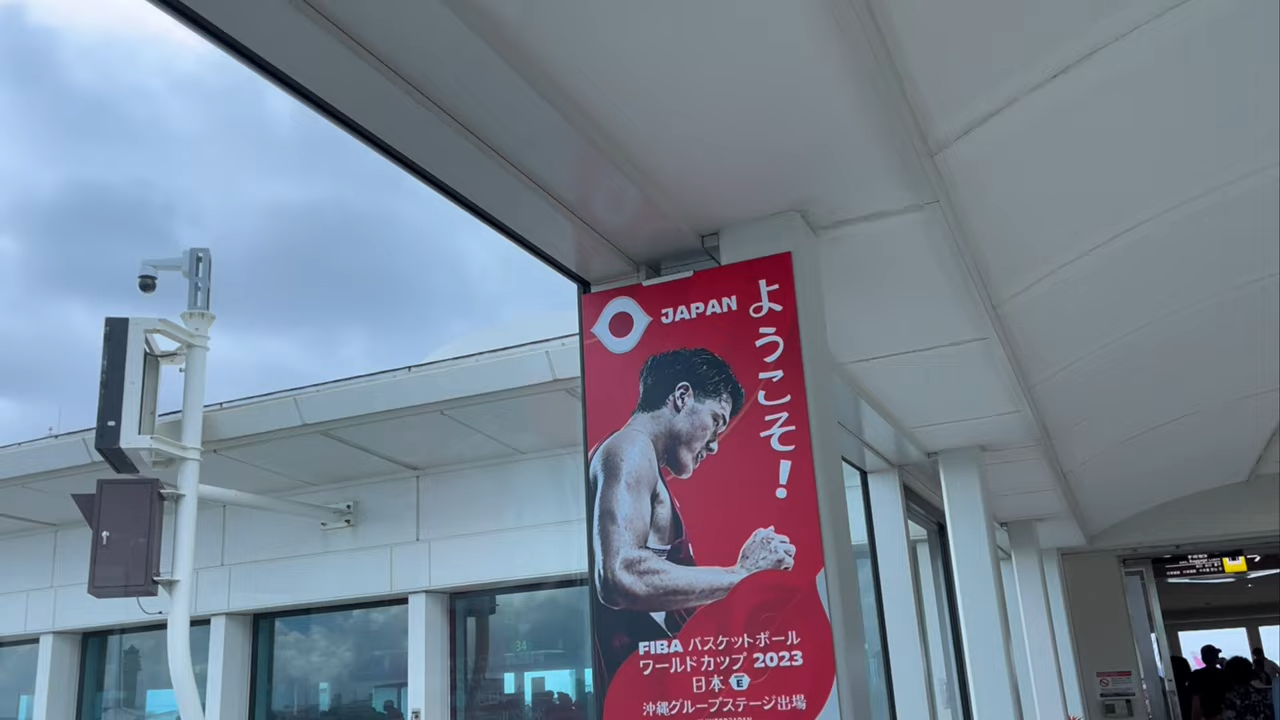 JAPAN
ようこそ!
FIBA バスケットボール
ワールドカップ 2023
日本 E
沖縄グループステージ出場
34